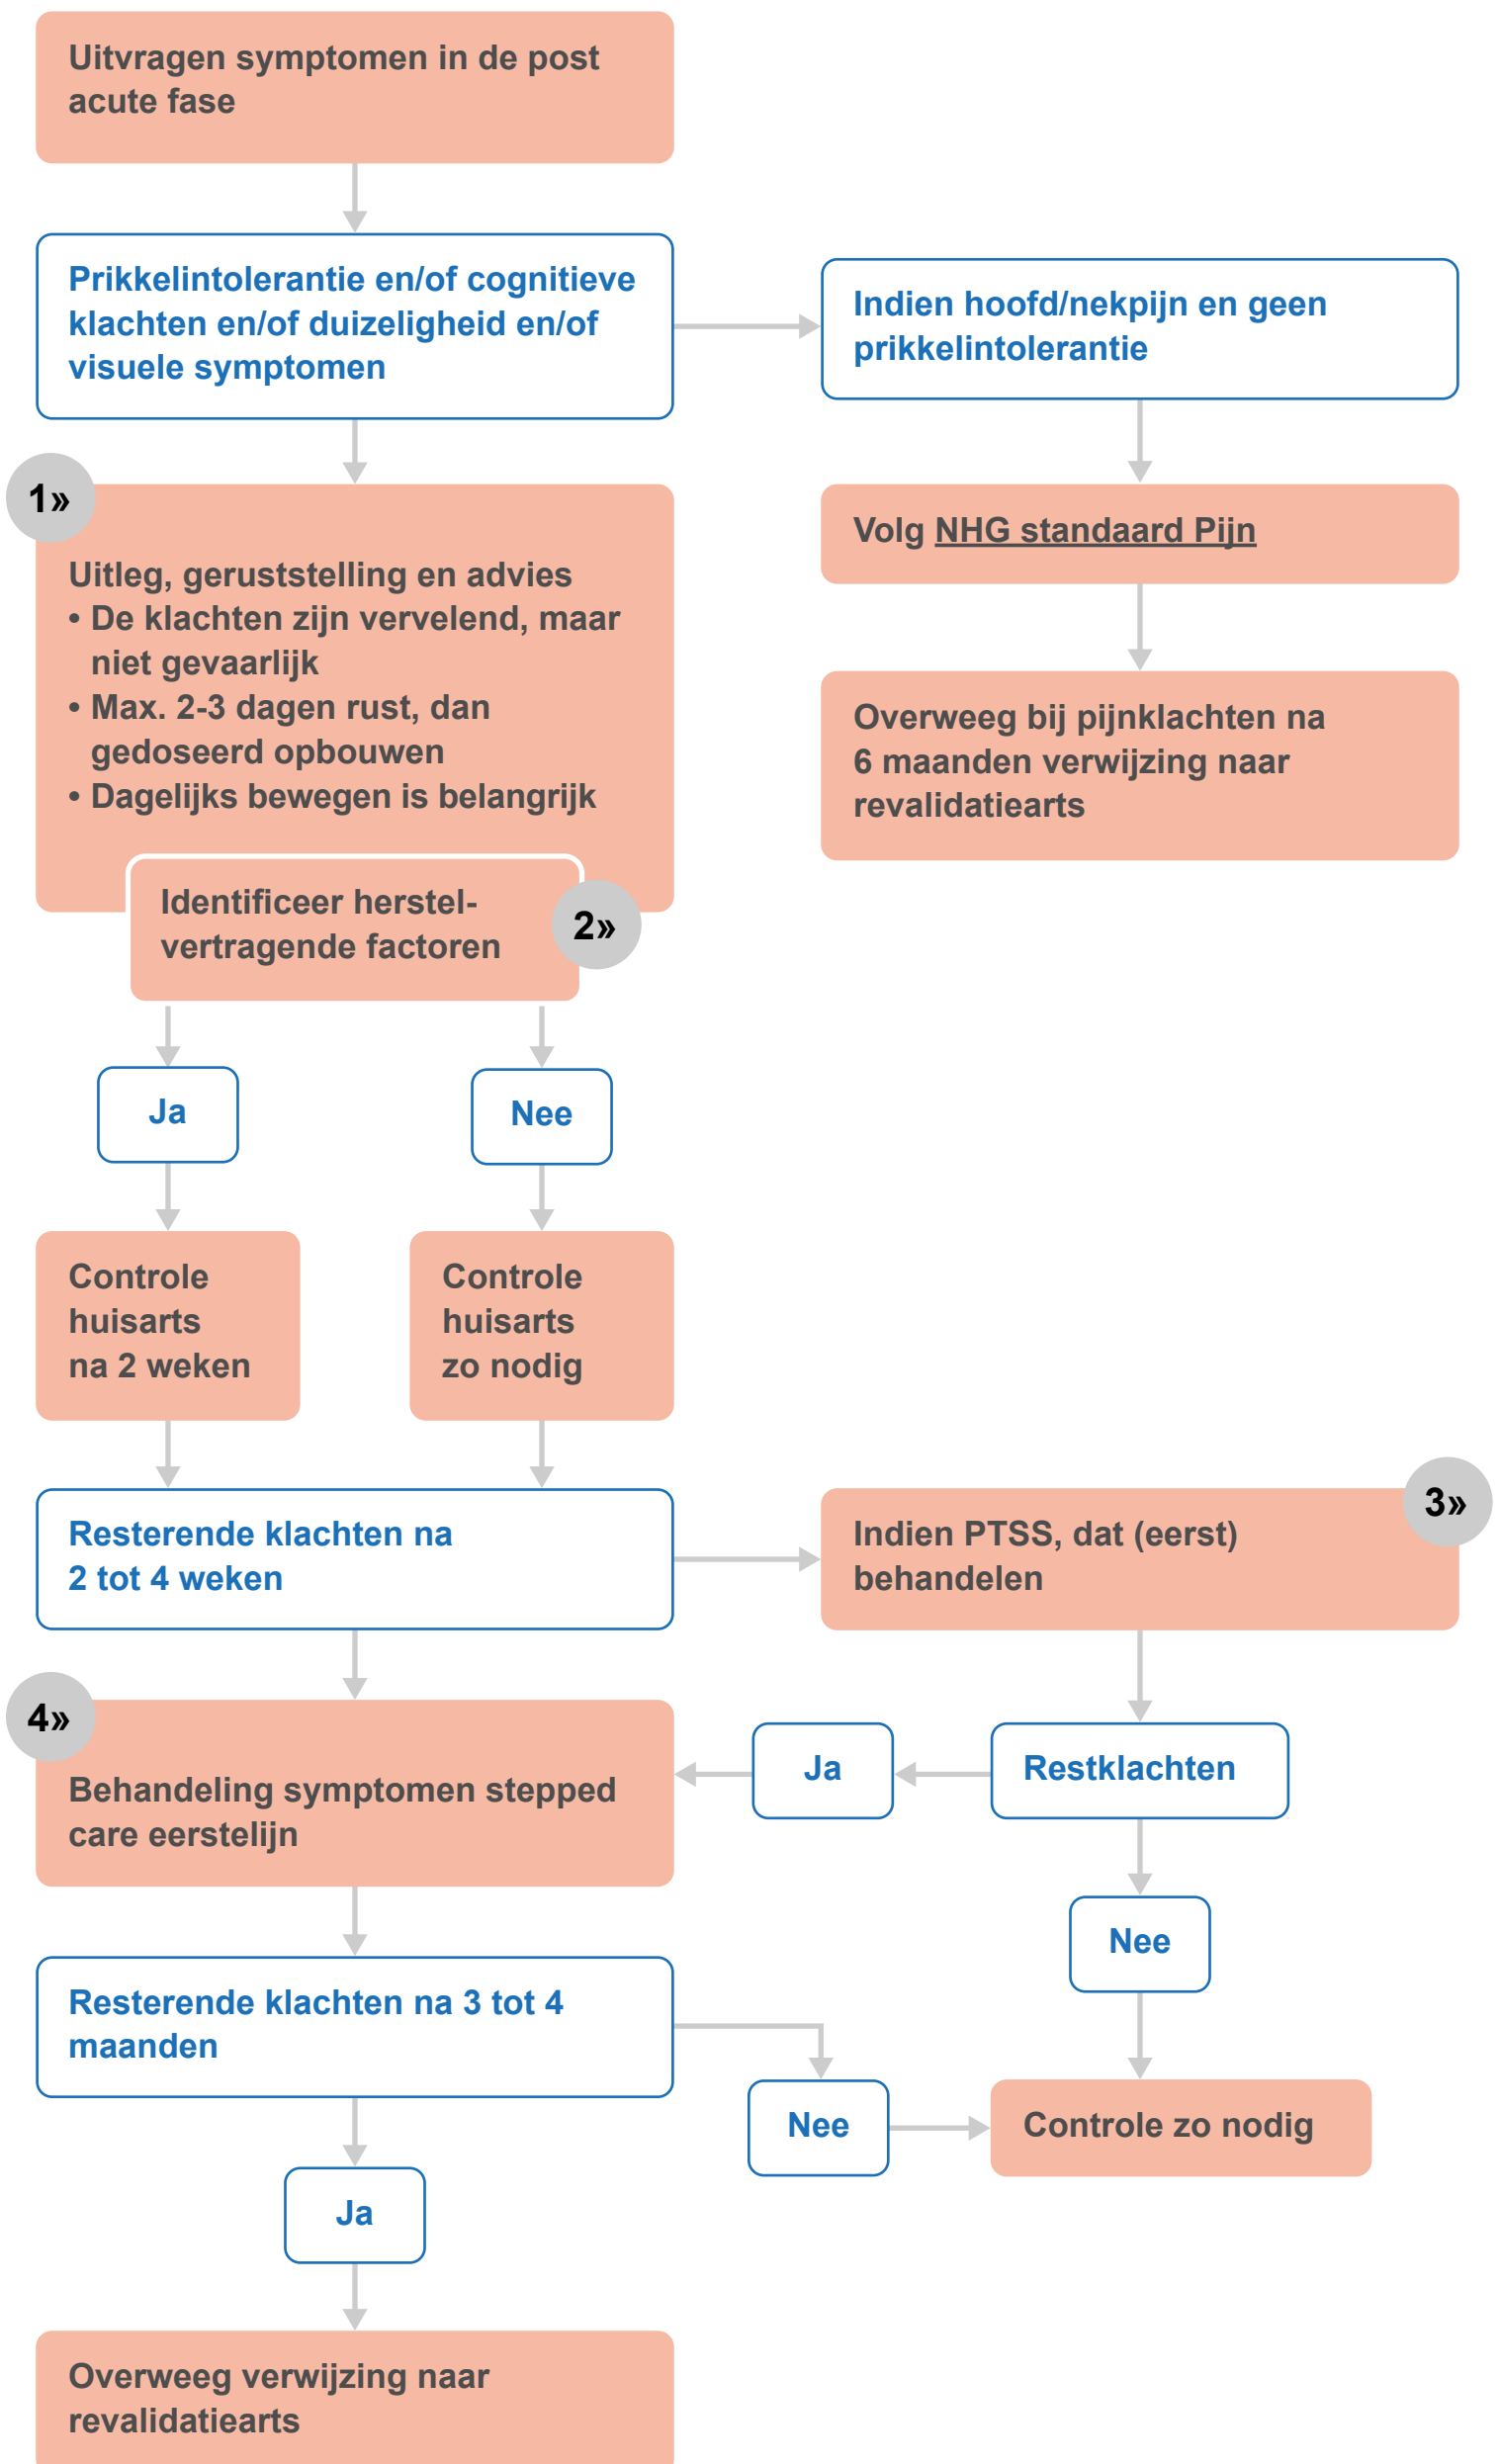 Uitvragen symptomen in de post
acute fase
Prikkelintolerantie en/of cognitieve
klachten en/of duizeligheid en/of
visuele symptomen
Indien hoofd/nekpijn en geen
prikkelintolerantie
1»
Uitleg, geruststelling en advies
• De klachten zijn vervelend, maar
niet gevaarlijk
• Max. 2-3 dagen rust, dan
gedoseerd opbouwen
• Dagelijks bewegen is belangrijk
Volg NHG standaard Pijn
Overweeg bij pijnklachten na
6 maanden verwijzing naar
revalidatiearts
Identificeer herstel-
vertragende factoren
2»
Ja
Nee
Controle
huisarts
na 2 weken
Controle
huisarts
zo nodig
Resterende klachten na
2 tot 4 weken
3»
Indien PTSS, dat (eerst)
behandelen
4»
Behandeling symptomen stepped
care eerstelijn
Ja
Restklachten
Nee
Resterende klachten na 3 tot 4
maanden
Nee
Controle zo nodig
Ja
Overweeg verwijzing naar
revalidatiearts